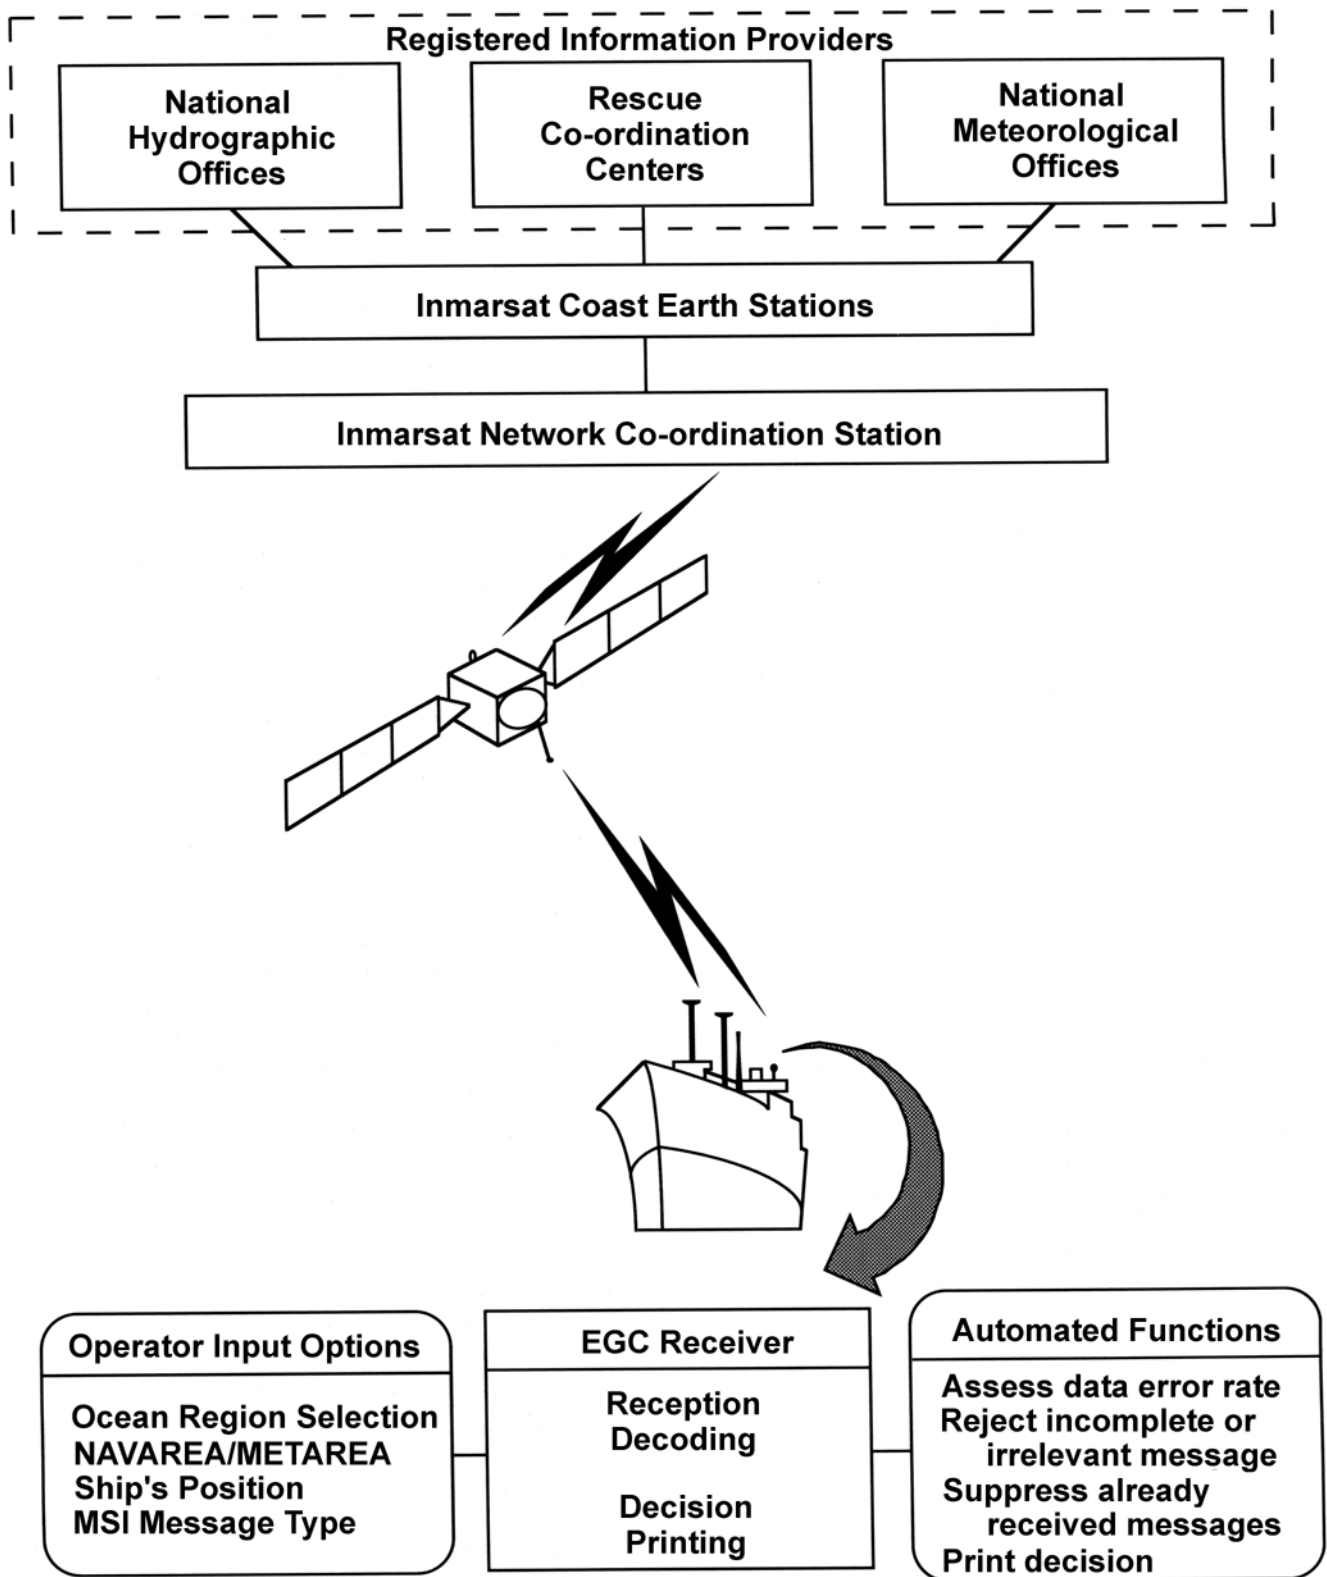 Registered Information Providers
National
Hydrographic
Offices
Rescue
Co-ordination
Centers
National
Meteorological
Offices
Inmarsat Coast Earth Stations
Inmarsat Network Co-ordination Station
Operator Input Options
Ocean Region Selection
NAVAREA/METAREA
Ship's Position
MSI Message Type
EGC Receiver
Reception
Decoding
Decision
Printing
Automated Functions
Assess data error rate
Reject incomplete or
irrelevant message
Suppress already
received messages
Print decision